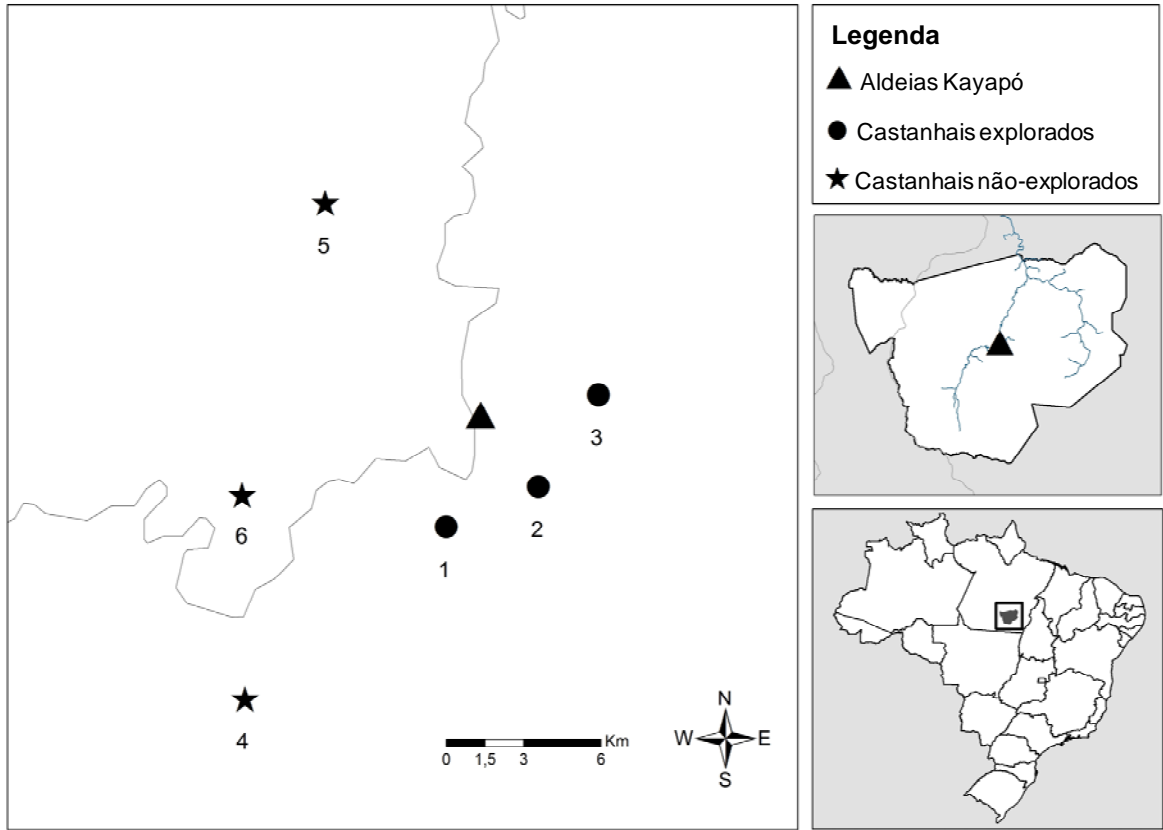 5
3
6
2
1
4
N
W E
S
Km
0 1,5 3 6
Legenda
Aldeias Kayapó
Castanhais explorados
Castanhais não-explorados